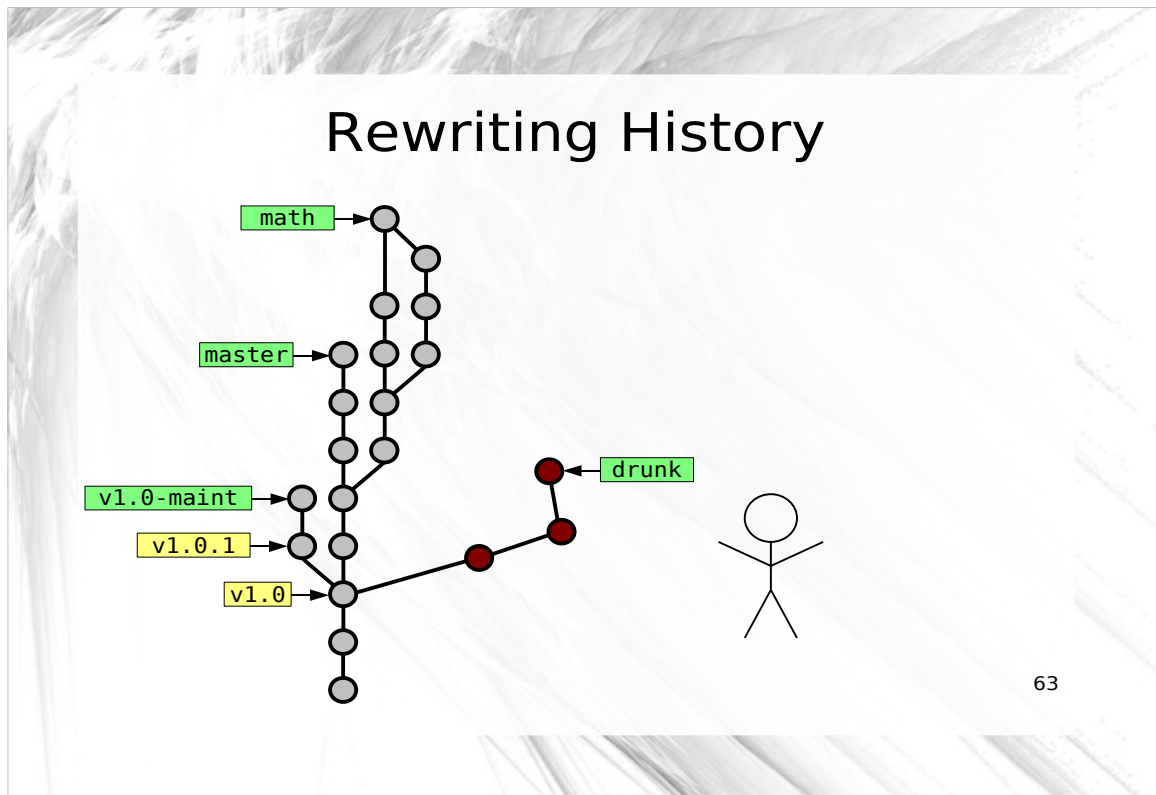 Rewriting History
math
master
drunk
v1.0-maint
v1.0.1
v1.0
63